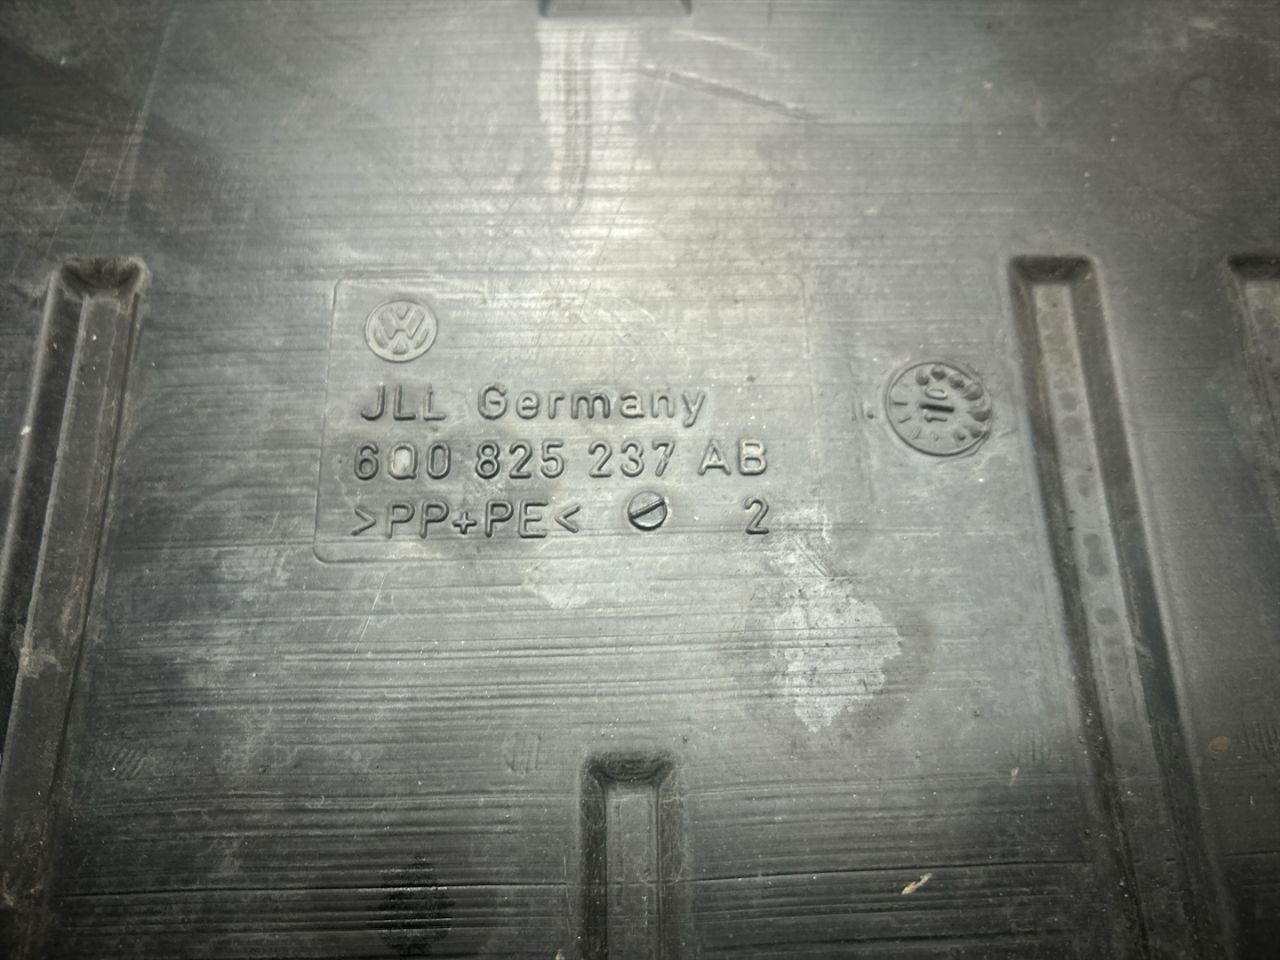 JLL Germany
6Q0 825 237 AB
>PP+PE< 2